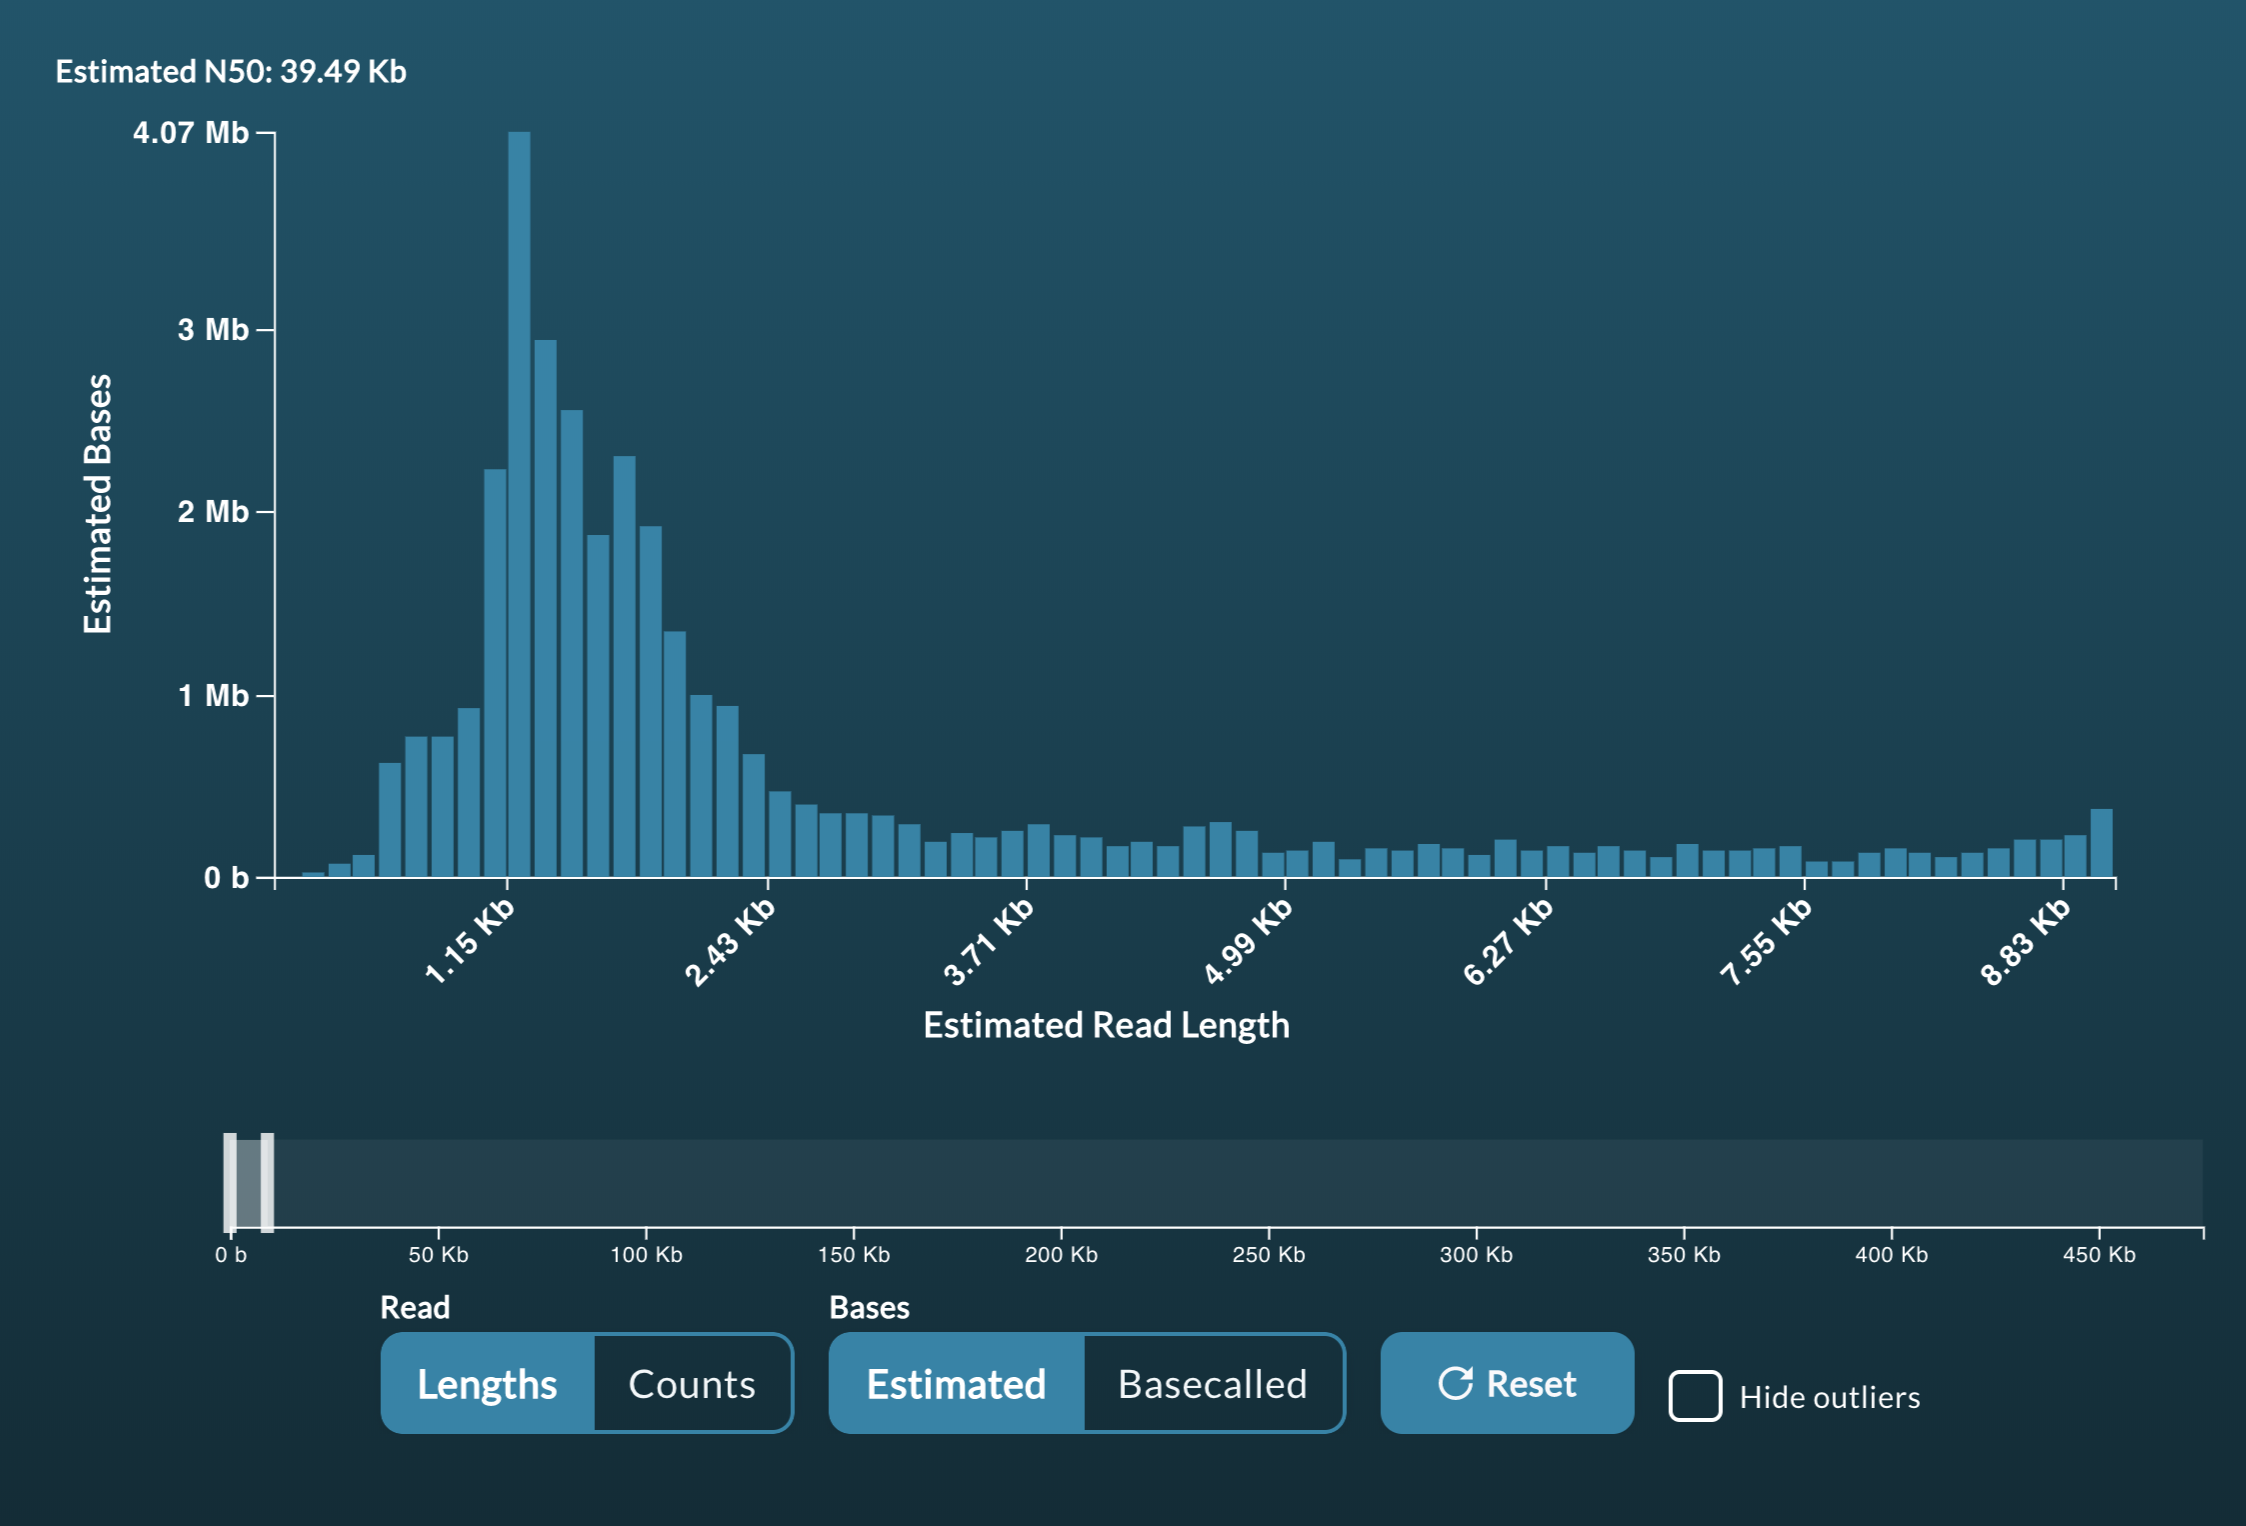 Estimated N50: 39.49 Kb
4.07 Mb
3 Mb
2 Mb
1 Mb
0 b
Estimated Bases
1.15 Kb
2.43 Kb
3.71 Kb
4.99 Kb
6.27 Kb
7.55 Kb
8.83 Kb
Estimated Read Length
0 b
50 Kb
100 Kb
150 Kb
200 Kb
250 Kb
300 Kb
350 Kb
400 Kb
450 Kb
Read
Bases
Lengths
Counts
Estimated
Basecalled
Reset
Hide outliers